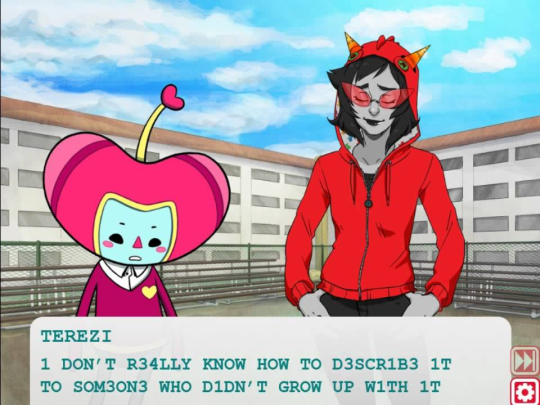 TEREZI
1 DON'T R34LLY KNOW HOW TO D3SCR1B3 1T
TO SOM3ON3 WHO D1DN'T GROW UP W1TH 1T